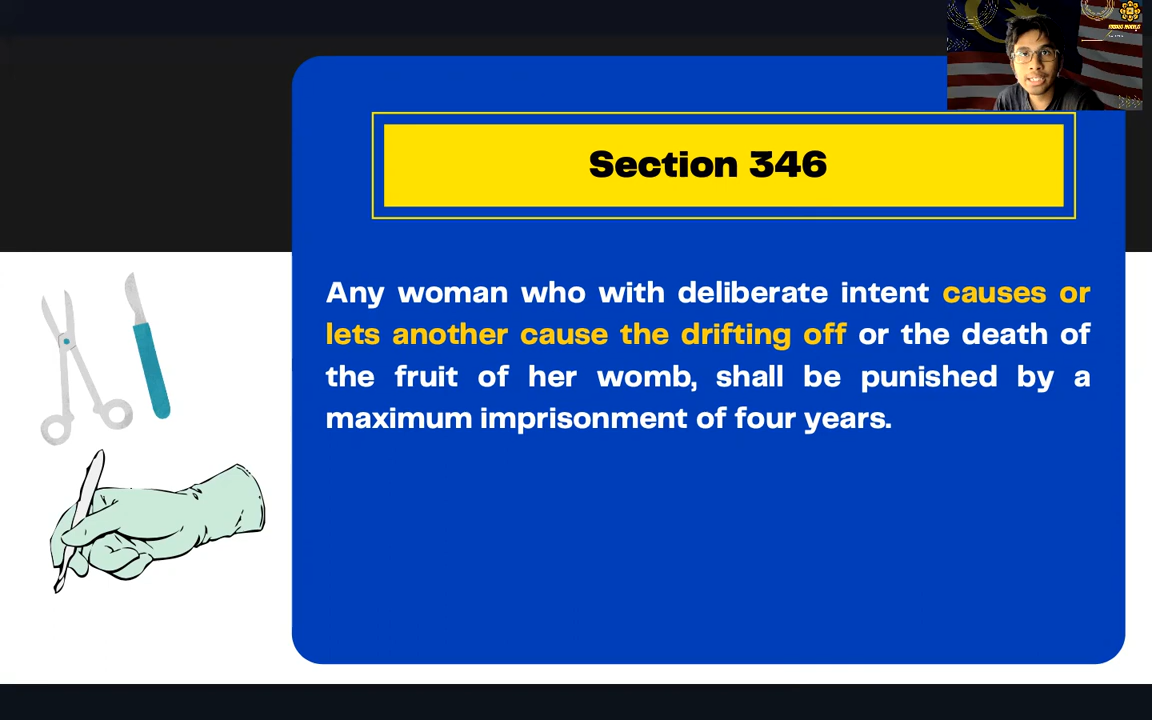 Section 346
Any woman who with deliberate intent causes or
lets another cause the drifting off or the death of
the fruit of her womb, shall be punished by a
maximum imprisonment of four years.